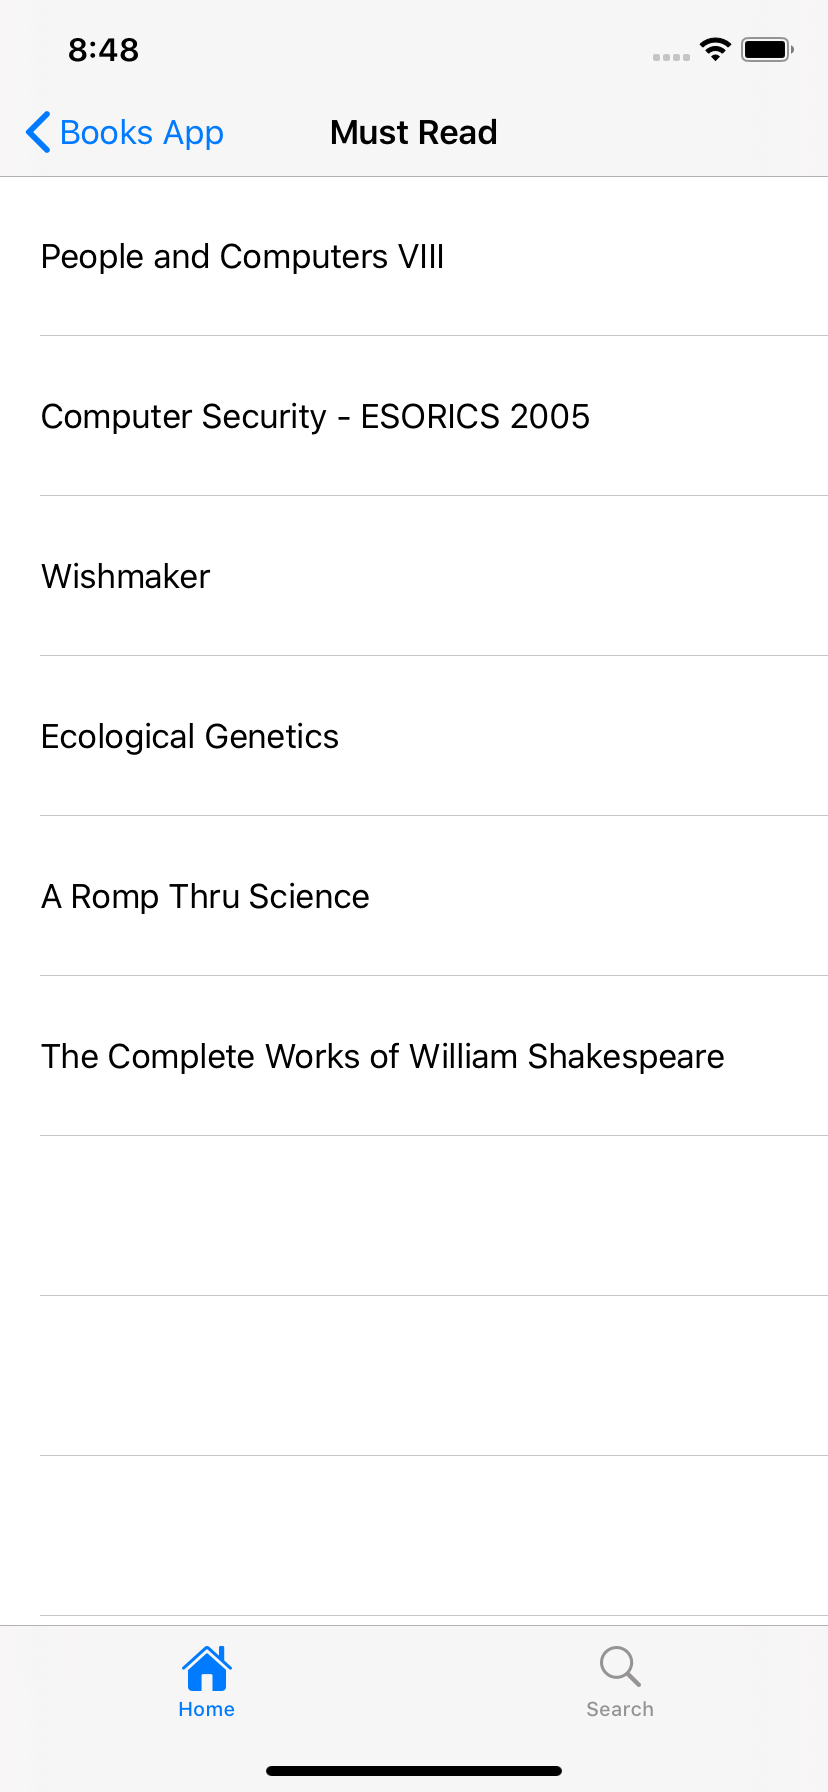 8:48
Books App
Must Read
People and Computers VIII
Computer Security - ESORICS 2005
Wishmaker
Ecological Genetics
A Romp Thru Science
The Complete Works of William Shakespeare
Home
Search